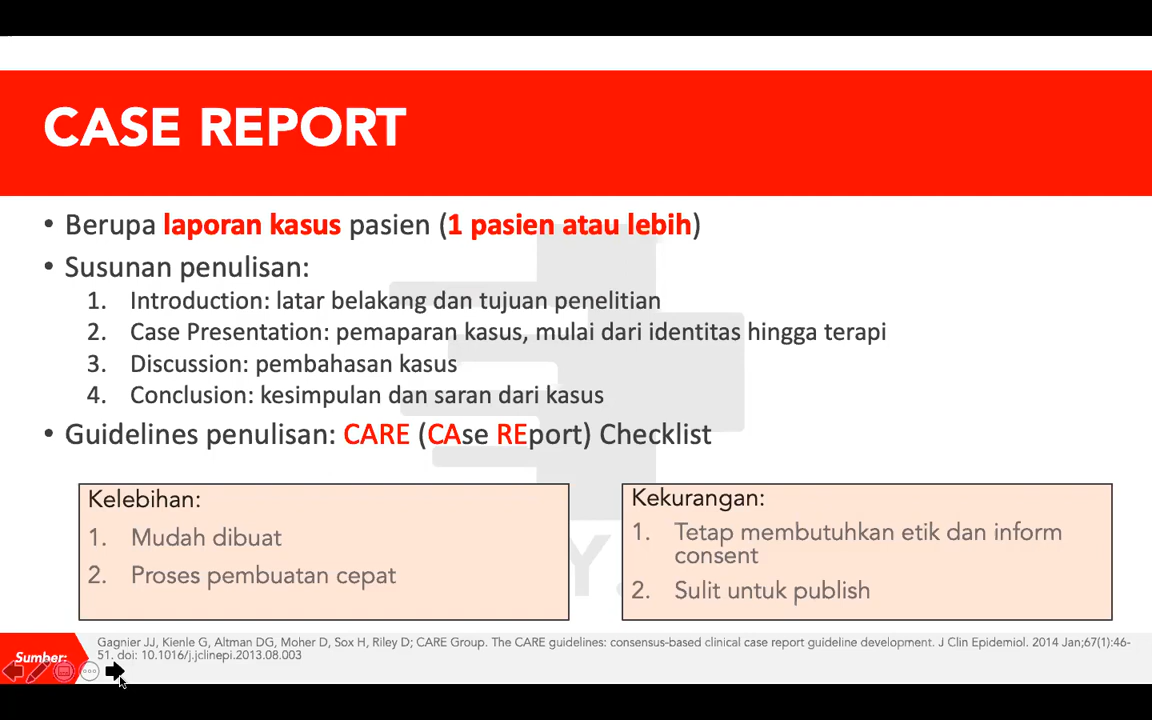 CASE REPORT
• Berupa laporan kasus pasien (1 pasien atau lebih)
• Susunan penulisan:
1. Introduction: latar belakang dan tujuan penelitian
2. Case Presentation: pemaparan kasus, mulai dari identitas hingga terapi
3. Discussion: pembahasan kasus
4. Conclusion: kesimpulan dan saran dari kasus
• Guidelines penulisan: CARE (CAse REport) Checklist
Kelebihan:
1. Mudah dibuat
2. Proses pembuatan cepat
Kekurangan:
1. Tetap membutuhkan etik dan inform
consent
2. Sulit untuk publish
Sumber:
Gagnier JJ, Kienle G, Altman DG, Moher D, Sox H, Riley D; CARE Group. The CARE guidelines: consensus-based clinical case report guideline development. J Clin Epidemiol. 2014 Jan;67(1):46-
51. doi: 10.1016/j.jclinepi.2013.08.003